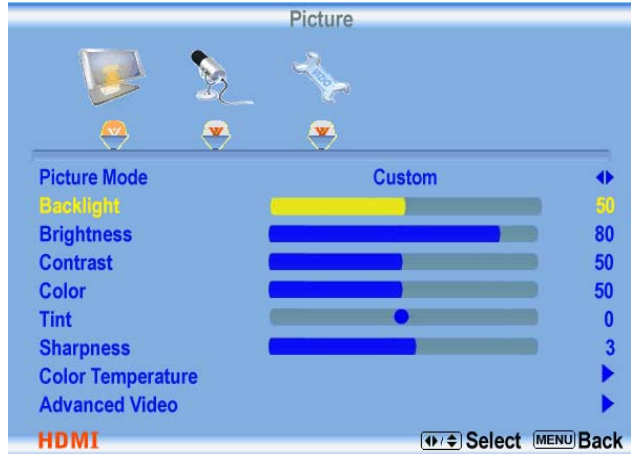 Picture
VIZIO
Picture Mode Custom
Backlight 50
Brightness 80
Contrast 50
Color 50
Tint 0
Sharpness 3
Color Temperature
Advanced Video
HDMI Select MENU Back